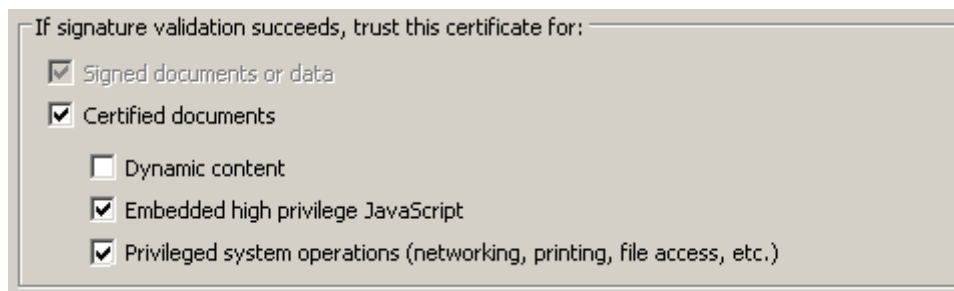 If signature validation succeeds, trust this certificate for:
Signed documents or data
Certified documents
Dynamic content
Embedded high privilege JavaScript
Privileged system operations (networking, printing, file access, etc.)